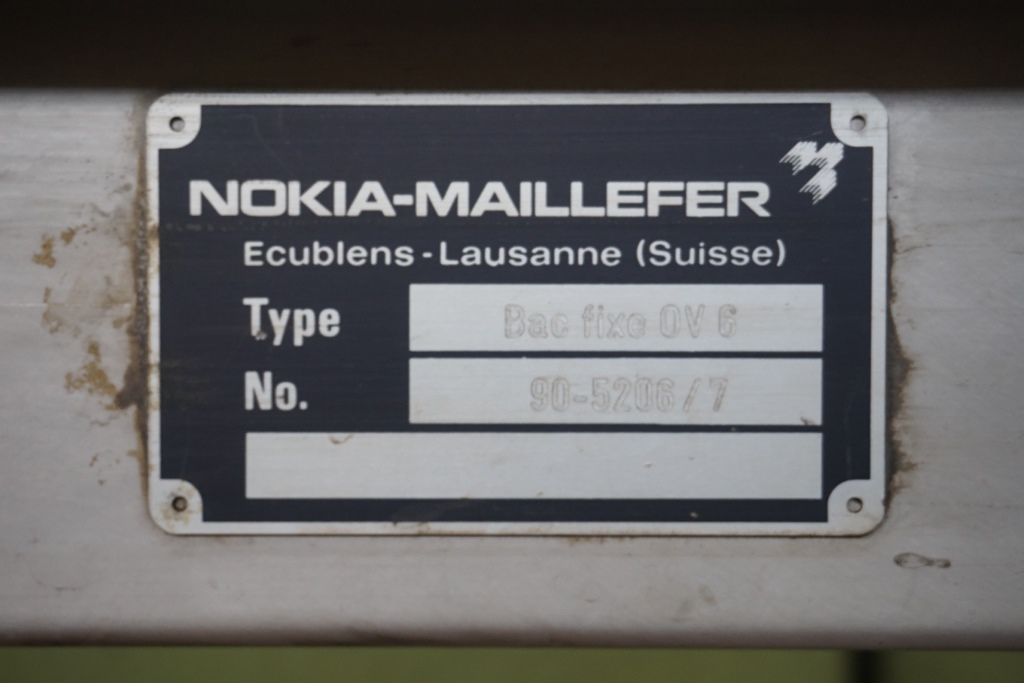 NOKIA-MAILLEFER
Ecublens - Lausanne (Suisse)
Type Bac fixe OV 6
No. 90-5206/7